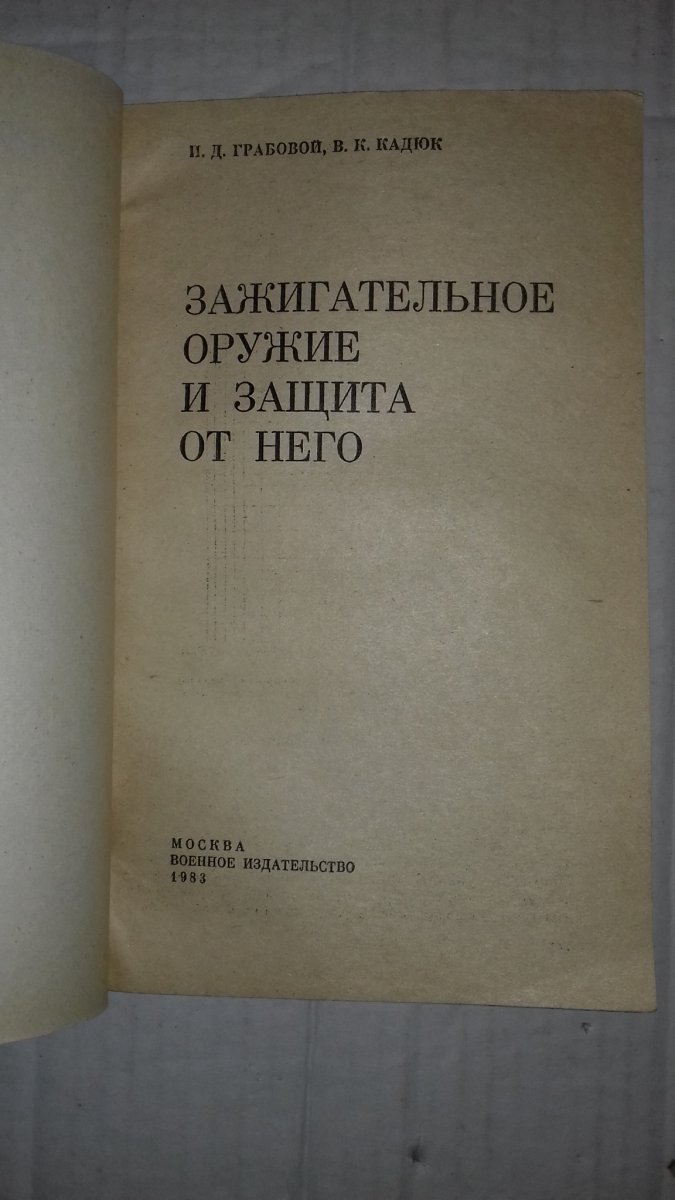 И. Д. ГРАБОВОЙ, В. К. КАДЮК
ЗАЖИГАТЕЛЬНОЕ
ОРУЖИЕ
И ЗАЩИТА
ОТ НЕГО
МОСКВА
ВОЕННОЕ ИЗДАТЕЛЬСТВО
1983